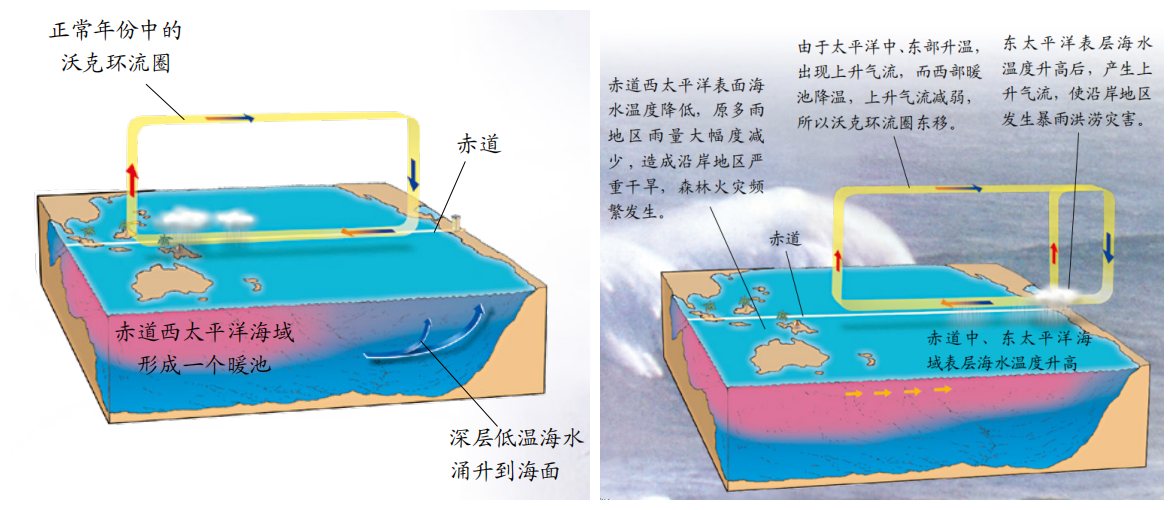 正常年份中的
沃克环流圈
赤道
赤道西太平洋海域
形成一个暖池
深层低温海水
涌升到海面
赤道西太平洋表面海
水温度降低，原多雨
地区雨量大幅度减
少，造成沿岸地区严
重干旱，森林火灾频
繁发生。
由于太平洋中、东部升温，
出现上升气流，而西部暖
池降温，上升气流减弱，
所以沃克环流圈东移。
东太平洋表层海水
温度升高后，产生上
升气流，使沿岸地区
发生暴雨洪涝灾害。
赤道
赤道中、东太平洋海
域表层海水温度升高